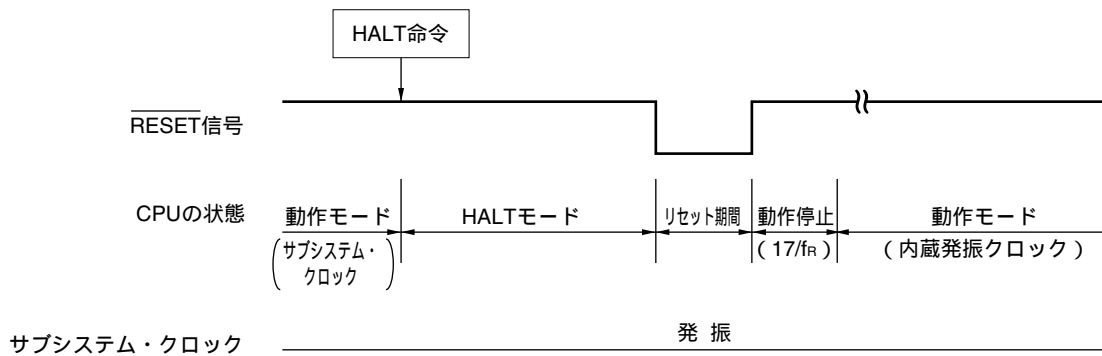 HALT命令
RESET信号
CPUの状態
動作モード
HALTモード
リセット期間
動作停止
動作モード
(サブシステム・
クロック)
(17/fR)
(内蔵発振クロック)
発 振
サブシステム・クロック